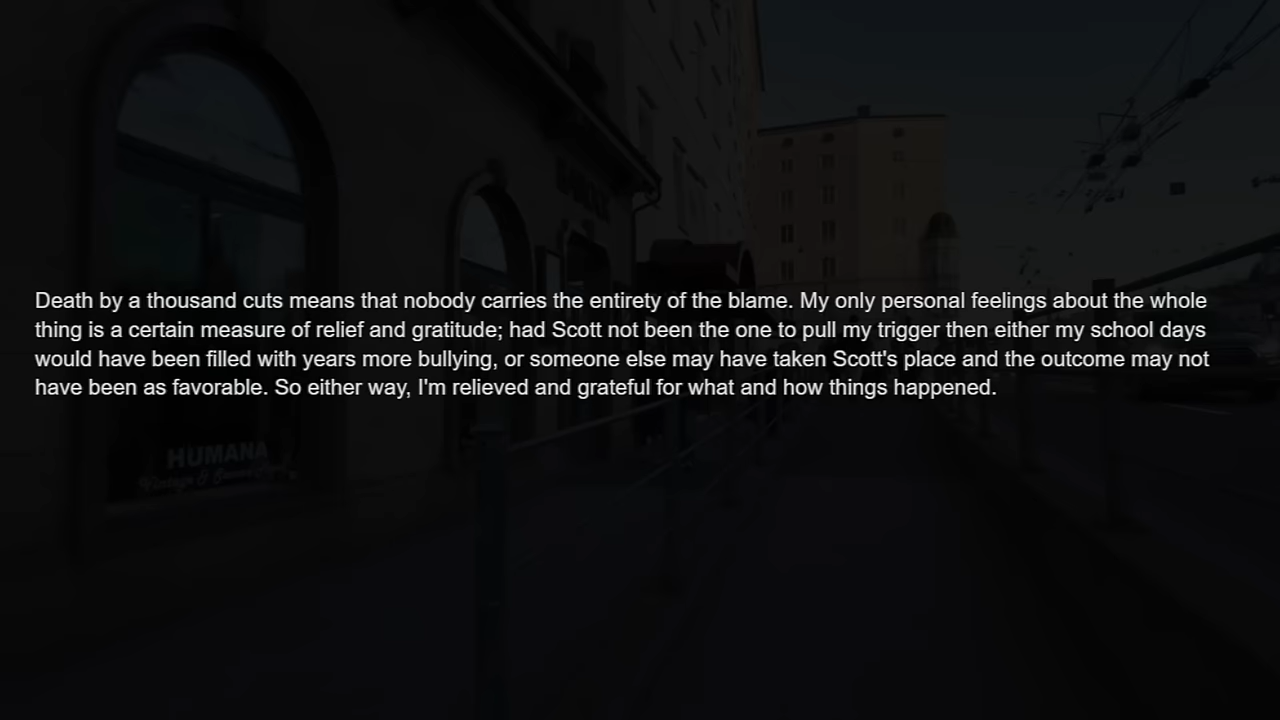 Death by a thousand cuts means that nobody carries the entirety of the blame. My only personal feelings about the whole
thing is a certain measure of relief and gratitude; had Scott not been the one to pull my trigger then either my school days
would have been filled with years more bullying, or someone else may have taken Scott's place and the outcome may not
have been as favorable. So either way, I'm relieved and grateful for what and how things happened.
HUMANA